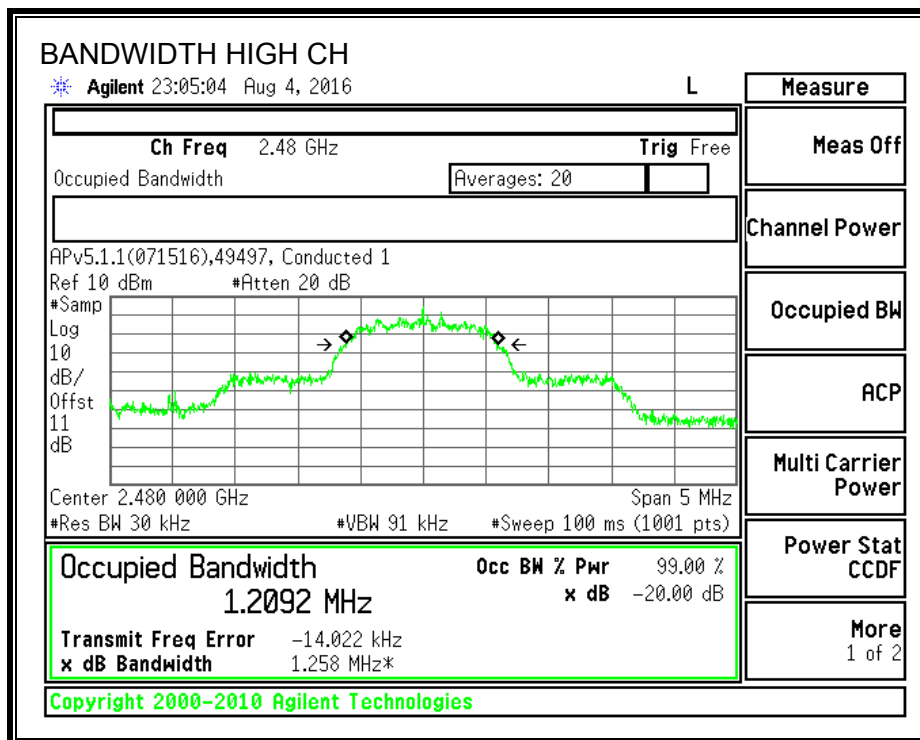 BANDWIDTH HIGH CH
Agilent 23:05:04 Aug 4, 2016 L
Measure
Ch Freq 2.48 GHz Trig Free
Meas Off
Occupied Bandwidth Averages: 20
Channel Power
APv5.1.1(071516),49497, Conducted 1
Ref 10 dBm #Atten 20 dB
#Samp
Log
10
dB/
Offst
11
dB
Occupied BW
ACP
Multi Carrier
Power
Center 2.480 000 GHz Span 5 MHz
#Res BW 30 kHz #VBW 91 kHz #Sweep 100 ms (1001 pts)
Power Stat
CCDF
Occupied Bandwidth Occ BW % Pwr 99.00 %
1.2092 MHz x dB -20.00 dB
Transmit Freq Error -14.022 kHz
x dB Bandwidth 1.258 MHz*
More
1 of 2
Copyright 2000-2010 Agilent Technologies